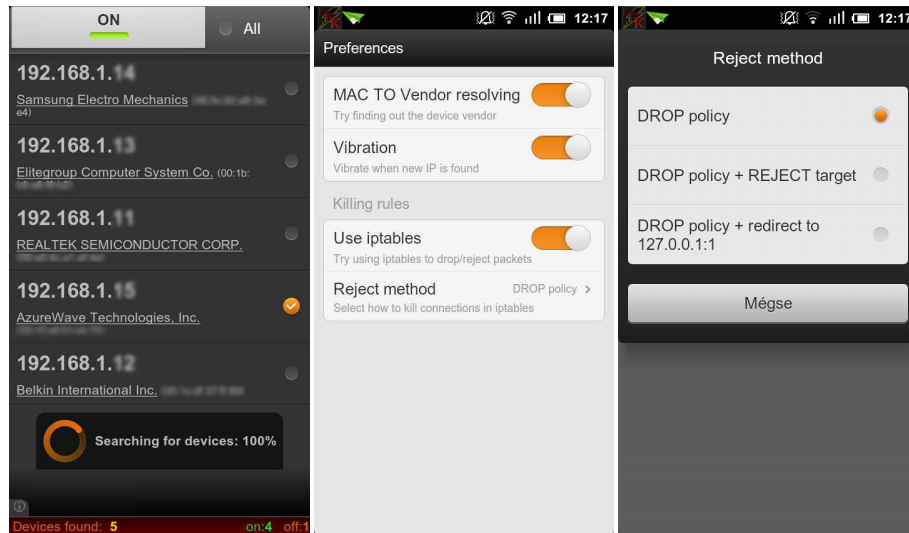 ON
All
192.168.1.14
Samsung Electro Mechanics
e4)
192.168.1.13
Elitegroup Computer System Co. (00:1b:
192.168.1.11
REALTEK SEMICONDUCTOR CORP.
192.168.1.15
AzureWave Technologies, Inc.
192.168.1.12
Belkin International Inc.
Searching for devices: 100%
Devices found: 5
on:4 off:1
12:17
Preferences
MAC TO Vendor resolving
Try finding out the device vendor
Vibration
Vibrate when new IP is found
Killing rules
Use iptables
Try using iptables to drop/reject packets
Reject method
DROP policy >
Select how to kill connections in iptables
12:17
Reject method
DROP policy
DROP policy + REJECT target
DROP policy + redirect to
127.0.0.1:1
Mégse